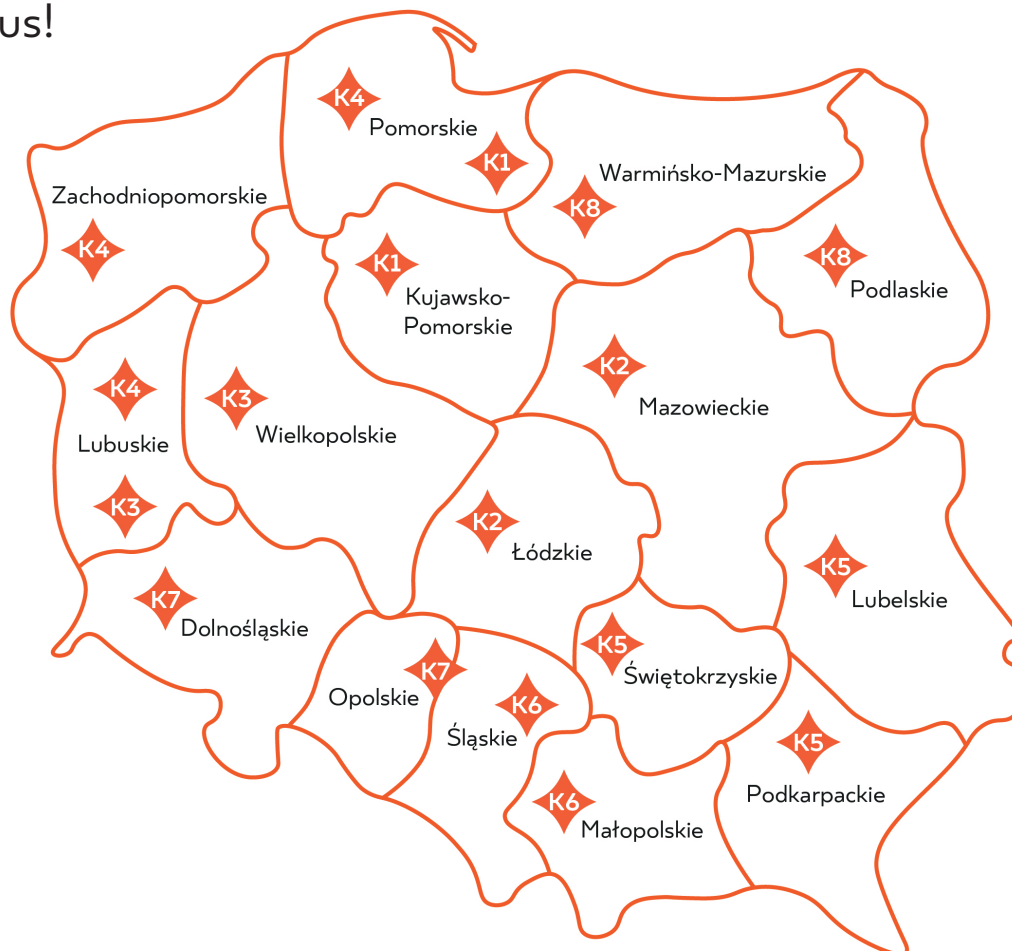 us!
K4
Pomorskie
K1
Warmińsko-Mazurskie
Zachodniopomorskie
K8
K4
K1
K8
Kujawsko-
Pomorskie
Podlaskie
K4
K3
K2
Mazowieckie
Lubuskie
Wielkopolskie
K3
K2
Łódzkie
K5
Lubelskie
K7
Dolnośląskie
K5
Świętokrzyskie
K7
Opolskie
K6
Śląskie
K5
Podkarpackie
K6
Małopolskie